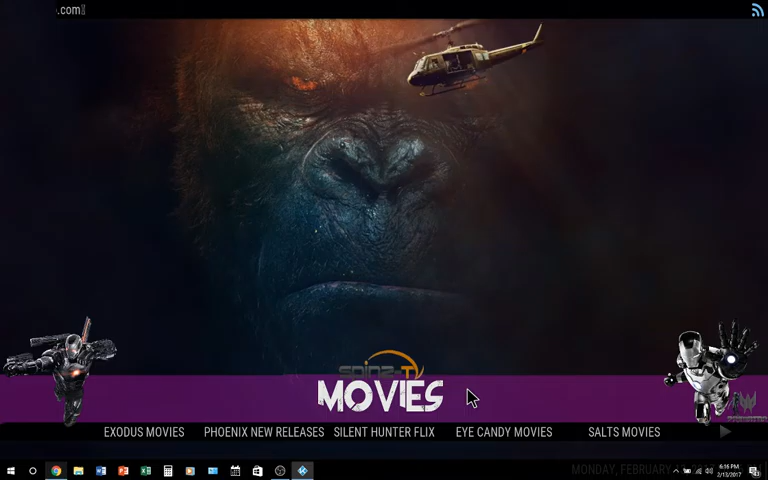 .com
MOVIES
EXODUS MOVIES PHOENIX NEW RELEASES SILENT HUNTER FLIX EYE CANDY MOVIES SALTS MOVIES
6:16 PM
MONDAY, FEBRUARY
2/13/2017